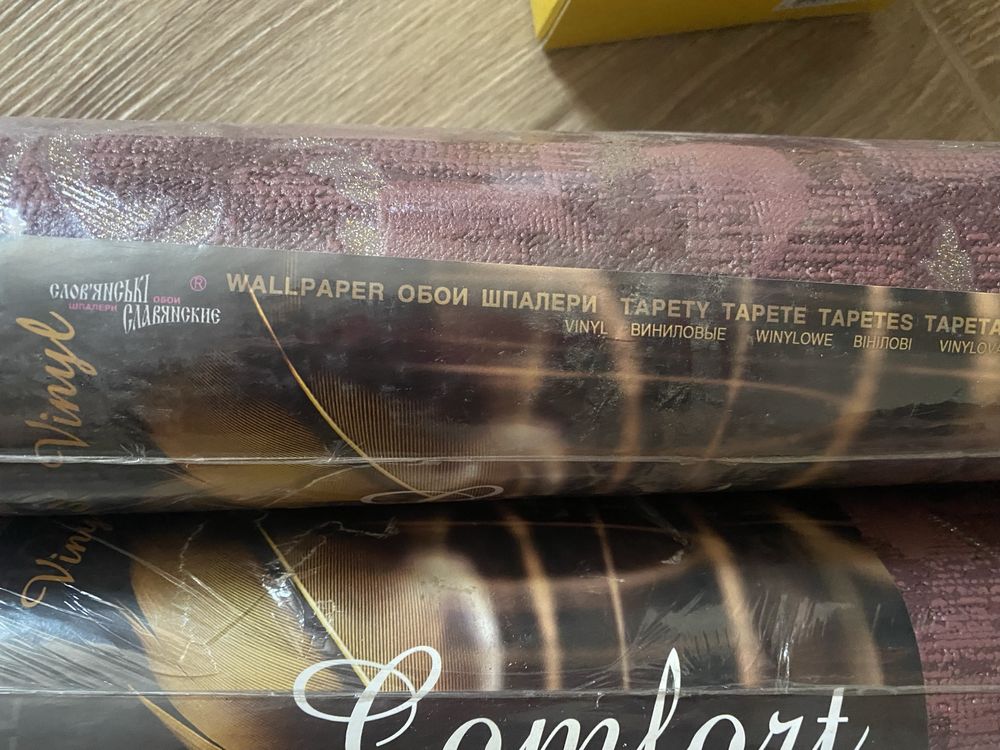 СЛОВ'ЯНСЬКІ ®
ШПАЛЕРИ ОБОИ
СЛАВЯНСКИЕ
WALLPAPER ОБОИ ШПАЛЕРИ TAPETY TAPETE TAPETES
VINYL ВИНИЛОВЫЕ WINYLOWE ВІНІЛОВІ
Vinyl
Vinyl
Comfort